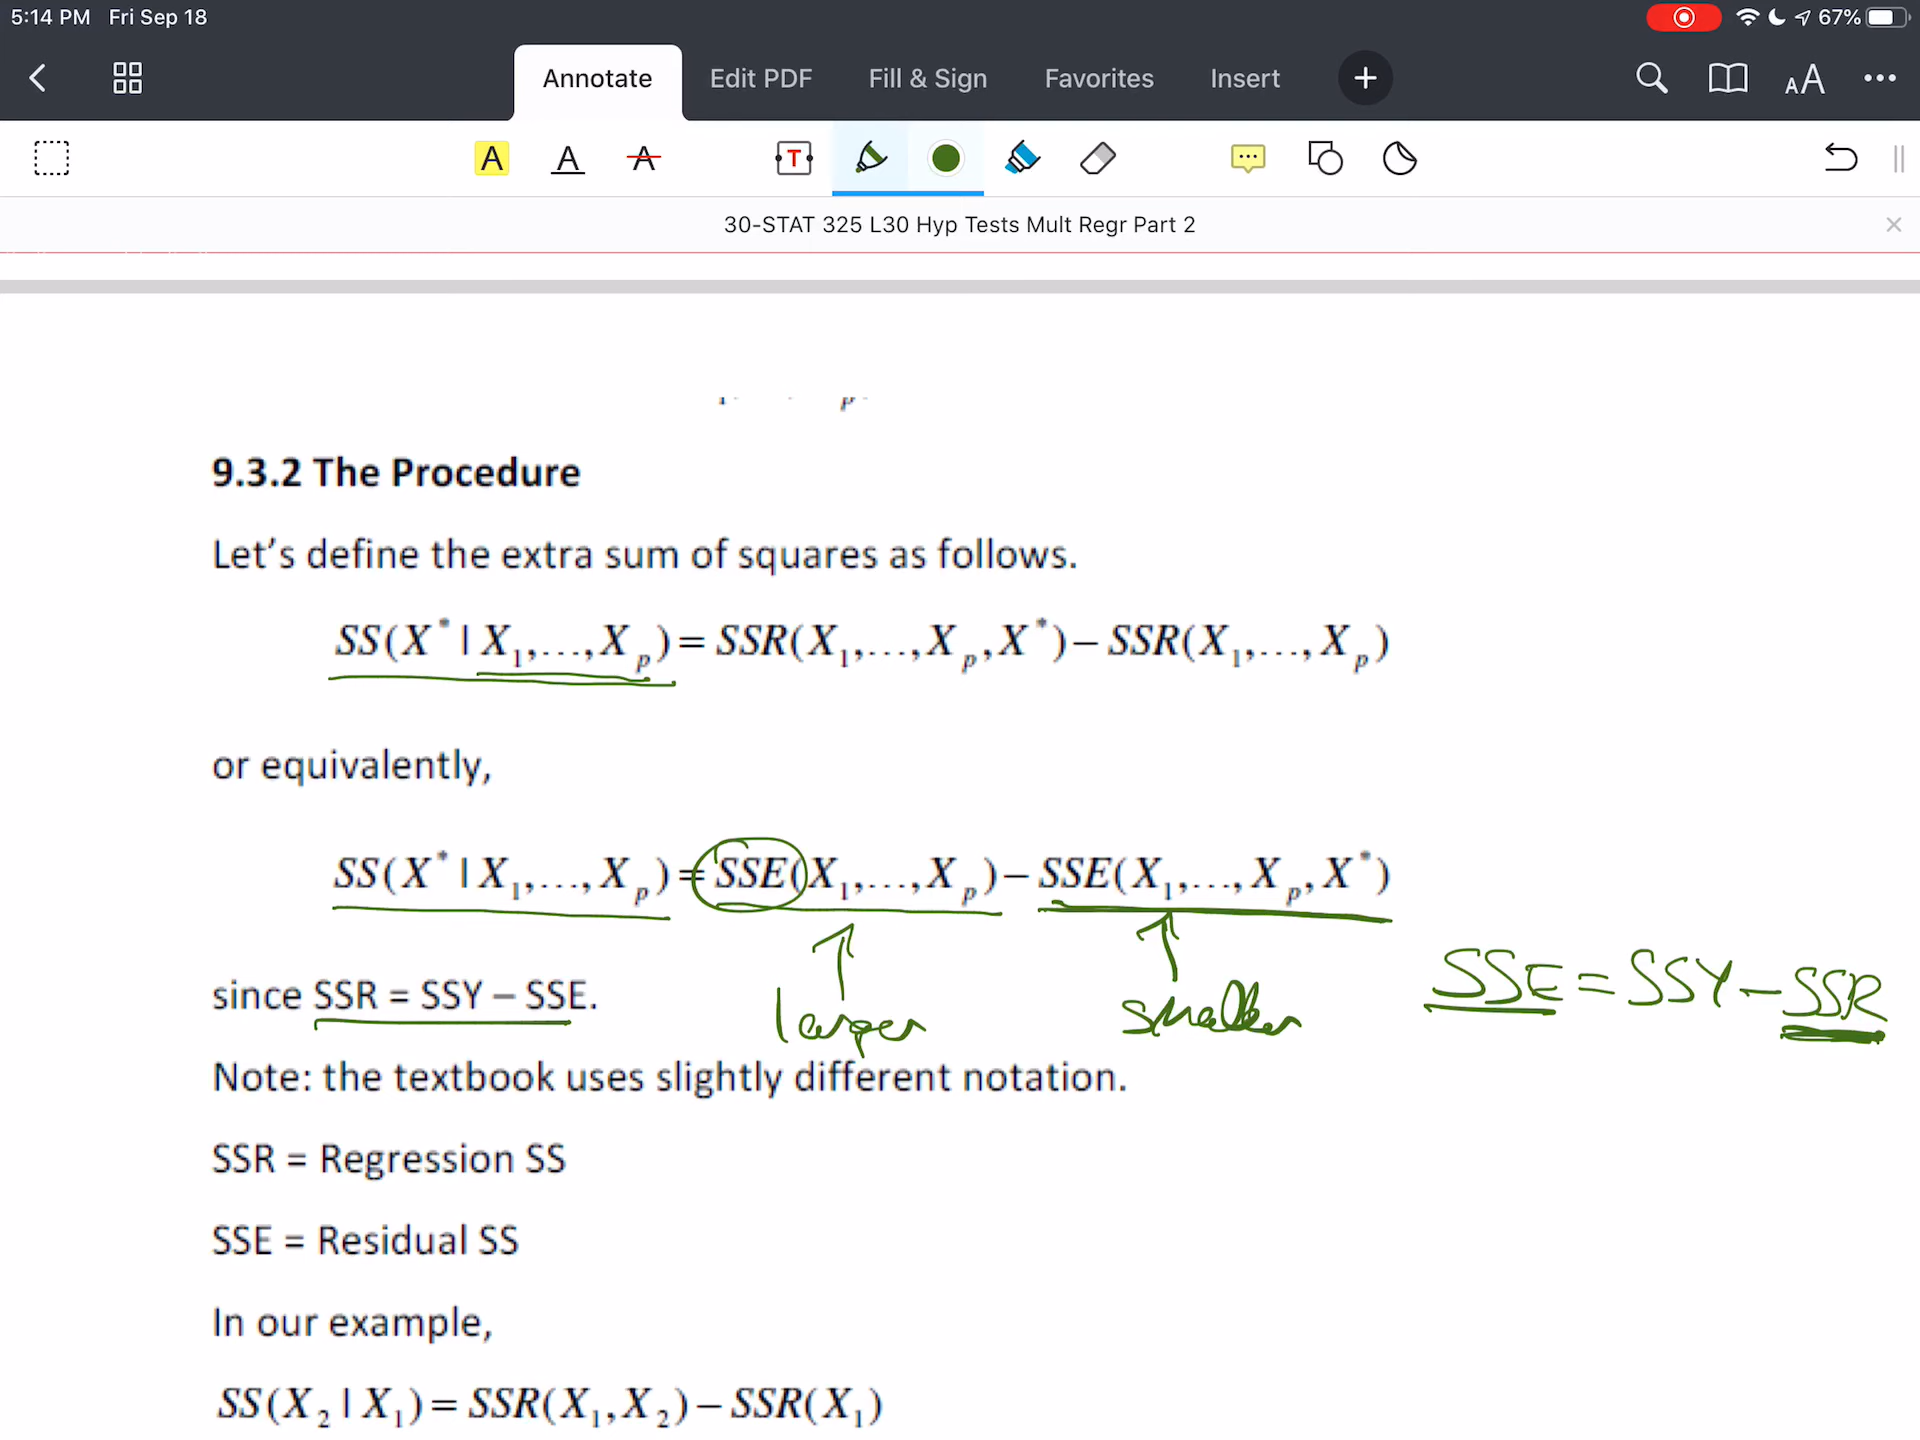 5:14 PM Fri Sep 18 67%
Annotate Edit PDF Fill & Sign Favorites Insert
30-STAT 325 L30 Hyp Tests Mult Regr Part 2
9.3.2 The Procedure
Let's define the extra sum of squares as follows.
SS(X* | X₁,...,Xₚ) = SSR(X₁,...,Xₚ,X*) − SSR(X₁,...,Xₚ)
or equivalently,
SS(X* | X₁,...,Xₚ) = SSE(X₁,...,Xₚ) − SSE(X₁,...,Xₚ,X*)
since SSR = SSY – SSE.
larger
smaller
SSE = SSY – SSR
Note: the textbook uses slightly different notation.
SSR = Regression SS
SSE = Residual SS
In our example,
SS(X₂ | X₁) = SSR(X₁,X₂) − SSR(X₁)